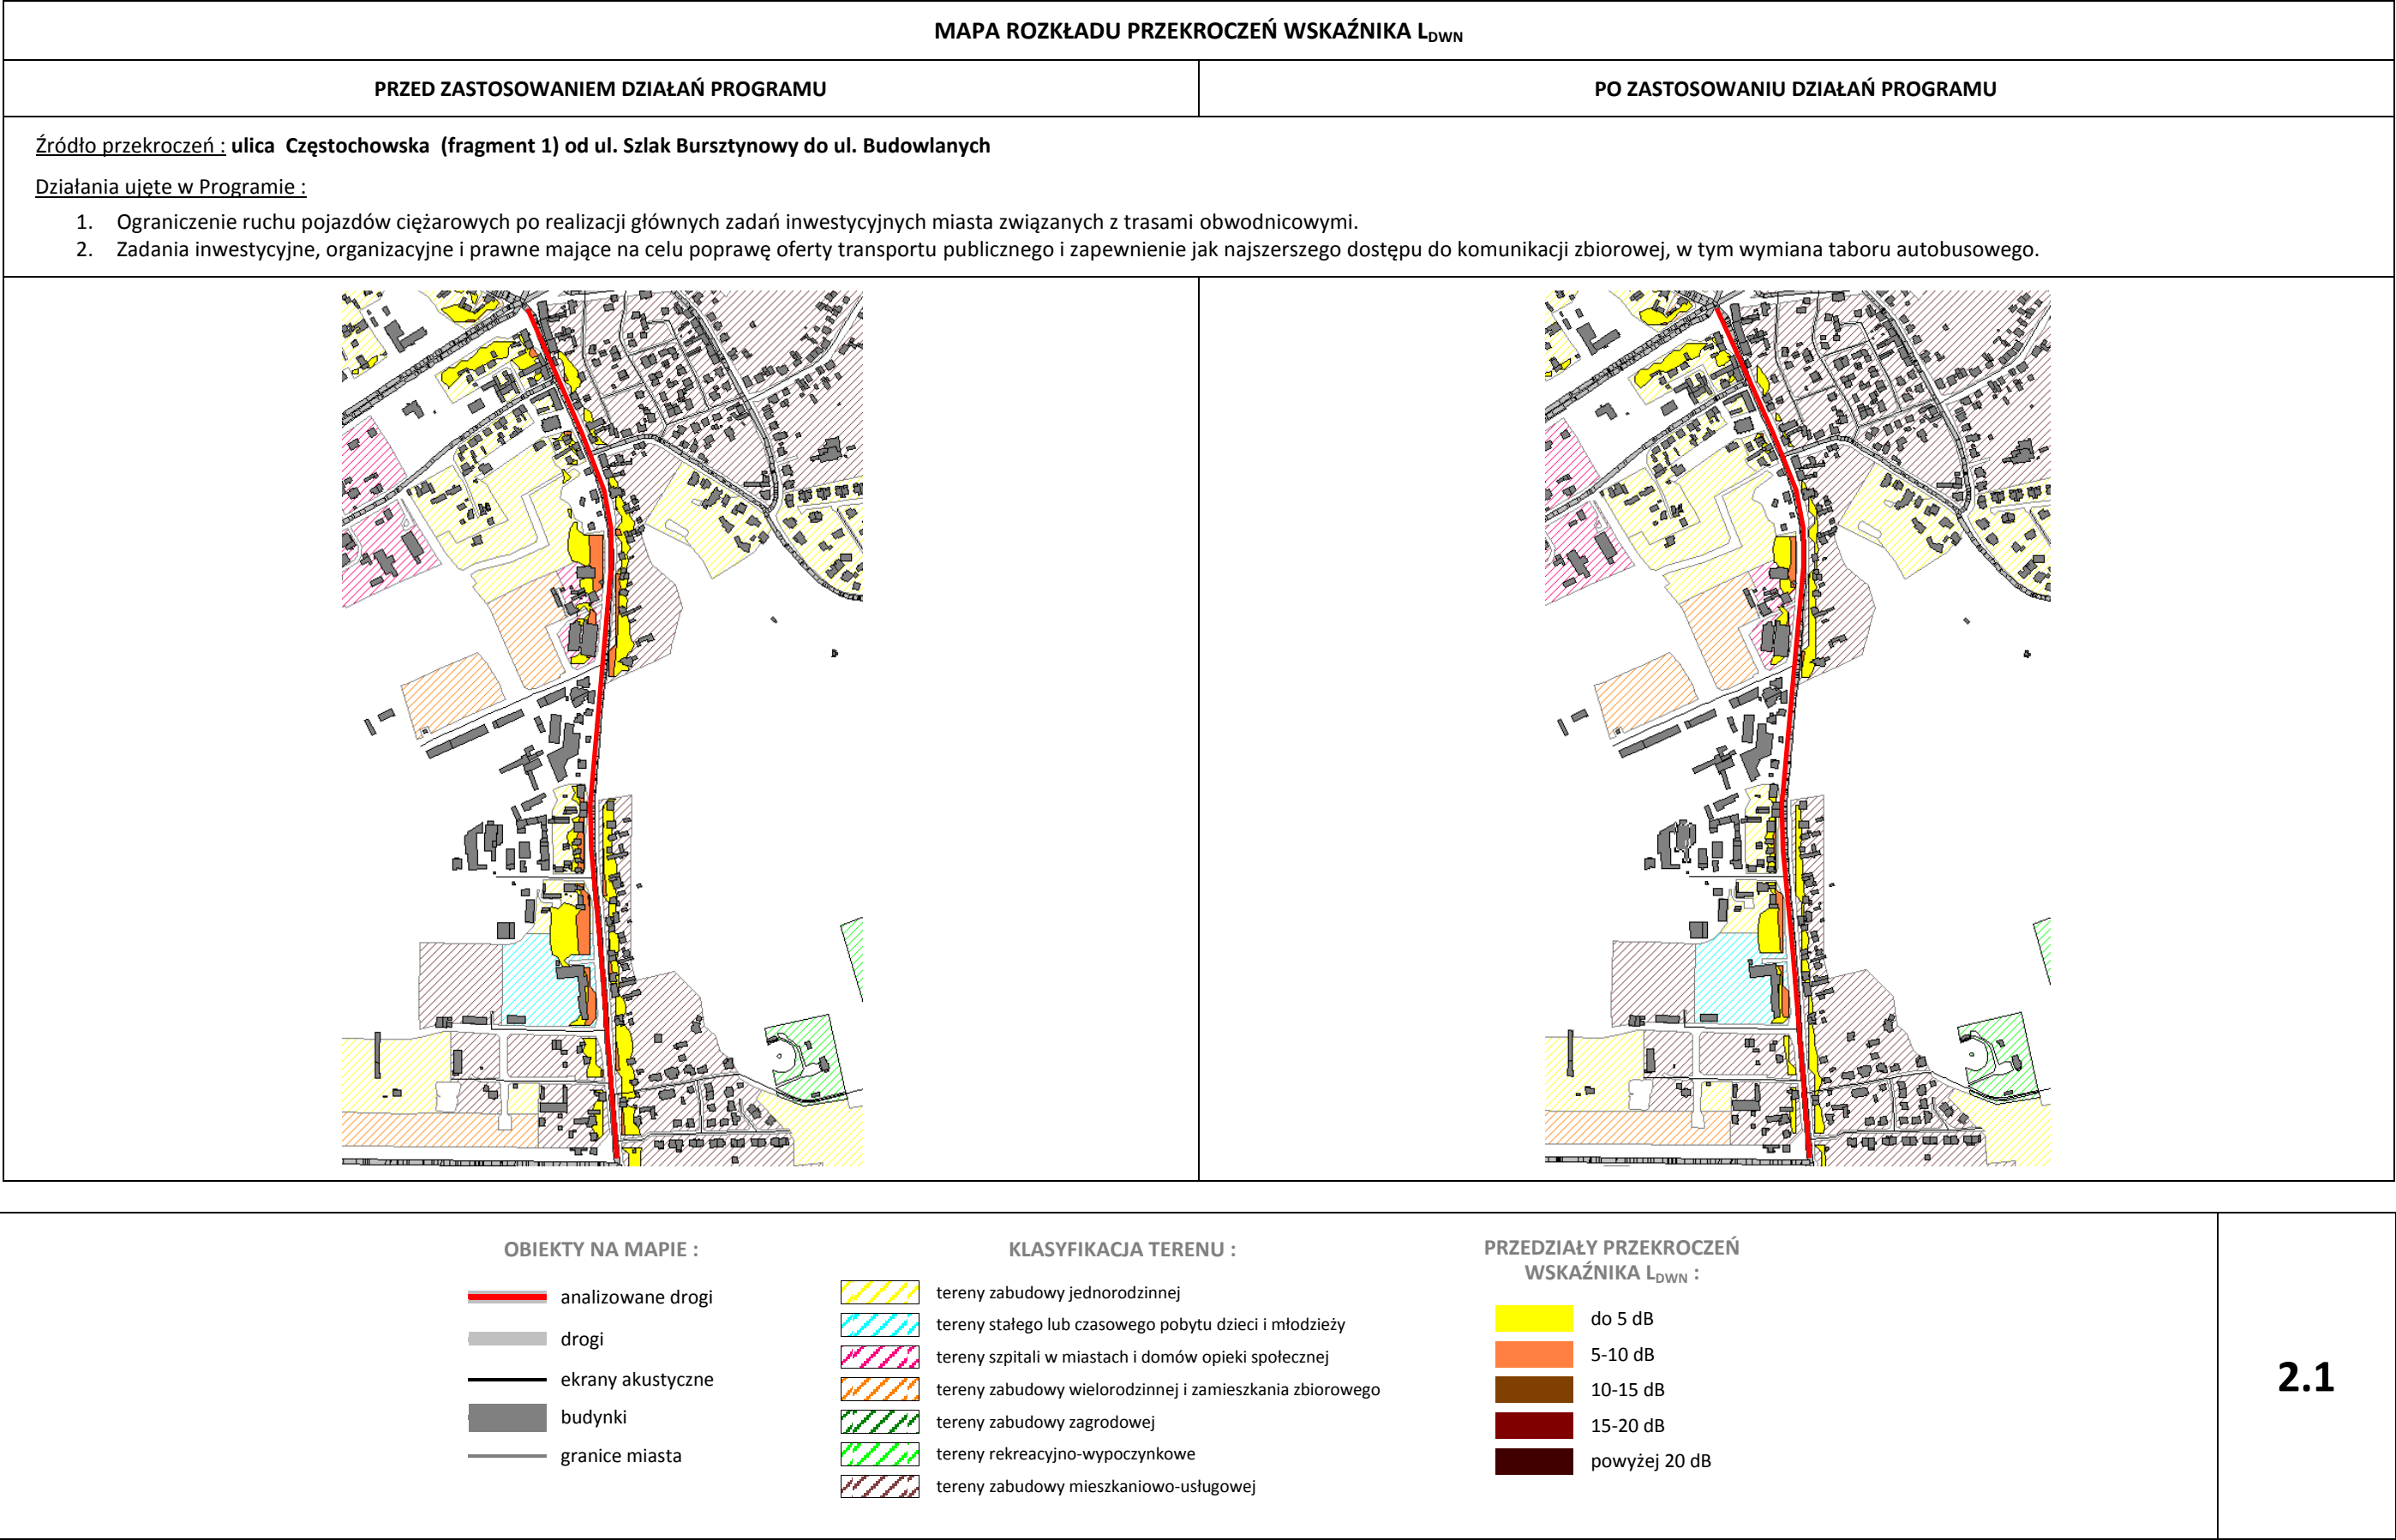 MAPA ROZKŁADU PRZEKROCZEŃ WSKAŹNIKA LDWN
PRZED ZASTOSOWANIEM DZIAŁAŃ PROGRAMU
PO ZASTOSOWANIU DZIAŁAŃ PROGRAMU
Źródło przekroczeń : ulica Częstochowska (fragment 1) od ul. Szlak Bursztynowy do ul. Budowlanych
Działania ujęte w Programie :
1. Ograniczenie ruchu pojazdów ciężarowych po realizacji głównych zadań inwestycyjnych miasta związanych z trasami obwodnicowymi.
2. Zadania inwestycyjne, organizacyjne i prawne mające na celu poprawę oferty transportu publicznego i zapewnienie jak najszerszego dostępu do komunikacji zbiorowej, w tym wymiana taboru autobusowego.
OBIEKTY NA MAPIE :
analizowane drogi
drogi
ekrany akustyczne
budynki
granice miasta
KLASYFIKACJA TERENU :
tereny zabudowy jednorodzinnej
tereny stałego lub czasowego pobytu dzieci i młodzieży
tereny szpitali w miastach i domów opieki społecznej
tereny zabudowy wielorodzinnej i zamieszkania zbiorowego
tereny zabudowy zagrodowej
tereny rekreacyjno-wypoczynkowe
tereny zabudowy mieszkaniowo-usługowej
PRZEDZIAŁY PRZEKROCZEŃ
WSKAŹNIKA LDWN :
do 5 dB
5-10 dB
10-15 dB
15-20 dB
powyżej 20 dB
2.1